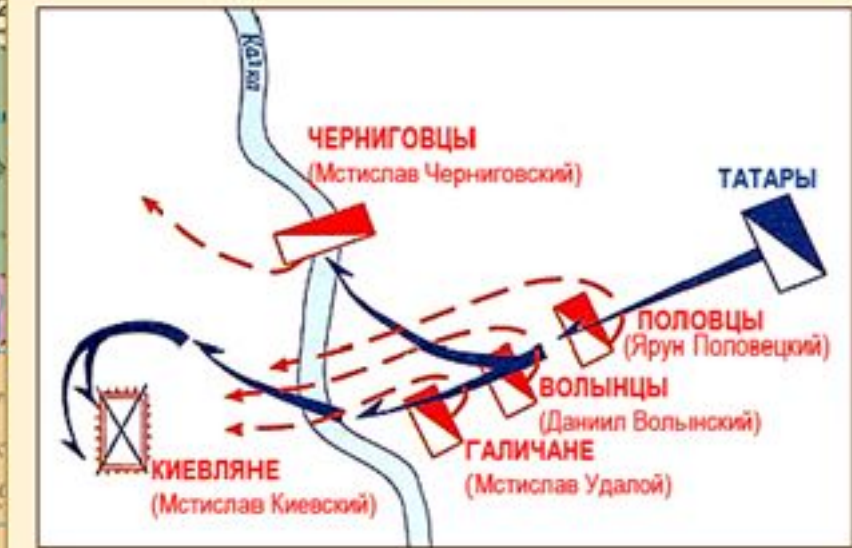 Калка
ЧЕРНИГОВЦЫ
(Мстислав Черниговский)
ТАТАРЫ
ПОЛОВЦЫ
(Ярун Половецкий)
ВОЛЫНЦЫ
(Даниил Волынский)
ГАЛИЧАНЕ
(Мстислав Удалой)
КИЕВЛЯНЕ
(Мстислав Киевский)